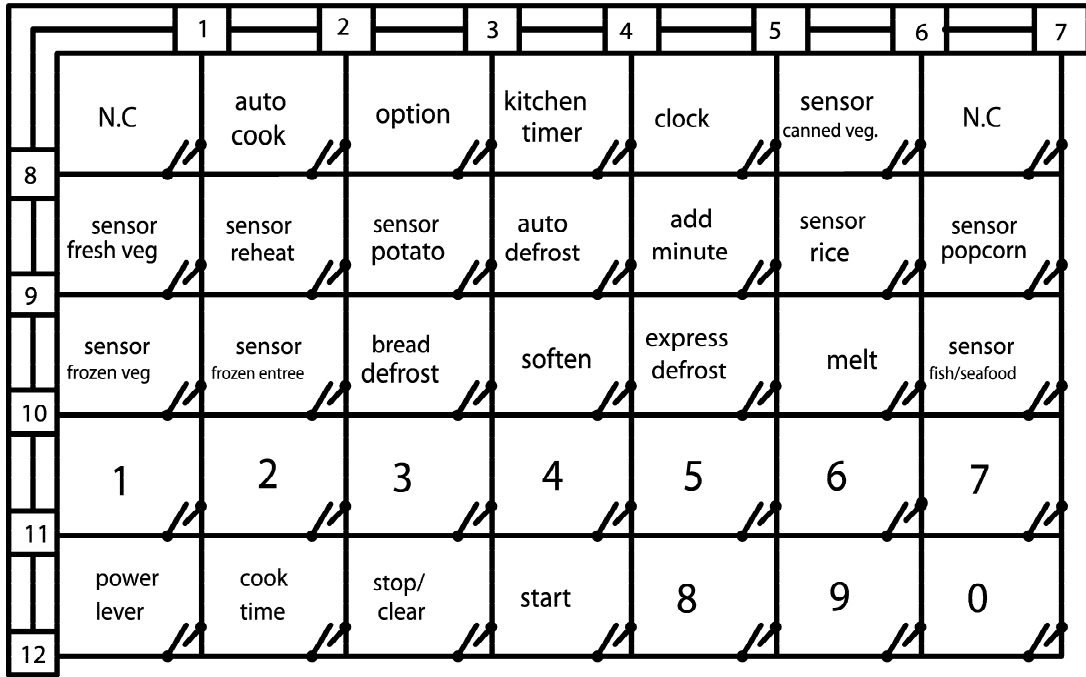 1 2 3 4 5 6 7
N.C
auto
cook
option
kitchen
timer
clock
sensor
canned veg.
N.C
8
sensor
fresh veg
sensor
reheat
sensor
potato
auto
defrost
add
minute
sensor
rice
sensor
popcorn
9
sensor
frozen veg
sensor
frozen entree
bread
defrost
soften
express
defrost
melt
sensor
fish/seafood
10
1 2 3 4 5 6 7
11
power
lever
cook
time
stop/
clear
start
8
9
0
12